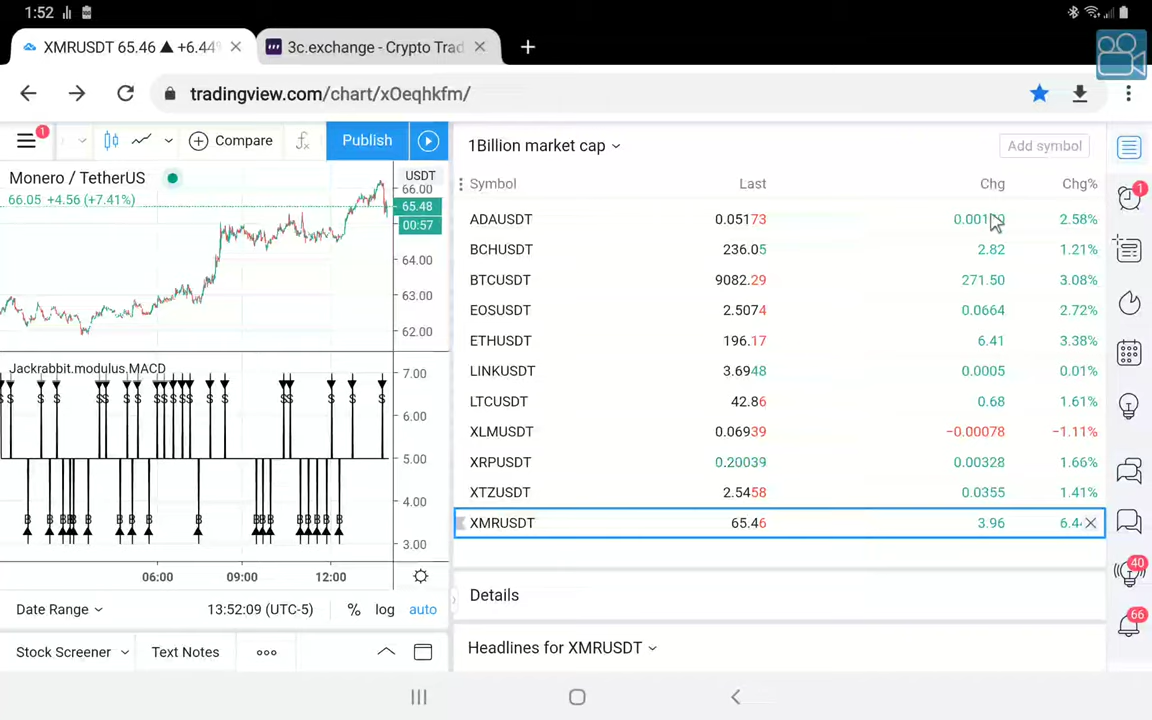 1:52
XMRUSDT 65.46 ▲ +6.44%
3c.exchange - Crypto Trad
tradingview.com/chart/xOeqhkfm/
1
Compare
Publish
1Billion market cap
Add symbol
Monero / TetherUS
USDT
66.05 +4.56 (+7.41%)
66.00
65.48
00:57
64.00
63.00
62.00
Symbol Last Chg Chg%
ADAUSDT 0.05173 2.58%
BCHUSDT 236.05 2.82 1.21%
BTCUSDT 9082.29 271.50 3.08%
EOSUSDT 2.5074 0.0664 2.72%
ETHUSDT 196.17 6.41 3.38%
LINKUSDT 3.6948 0.0005 0.01%
LTCUSDT 42.86 0.68 1.61%
XLMUSDT 0.06939 −0.00078 −1.11%
XRPUSDT 0.20039 0.00328 1.66%
XTZUSDT 2.5458 0.0355 1.41%
XMRUSDT 65.46 3.96 6.44
Jackrabbit.modulus.MACD
7.00
S S S S S S S S S S S S S S S S S S
6.00
5.00
4.00
B B B B B B B B B B B B B B B B B B
3.00
06:00 09:00 12:00
Date Range 13:52:09 (UTC-5) % log auto
Stock Screener Text Notes
Details
Headlines for XMRUSDT
1
40
66